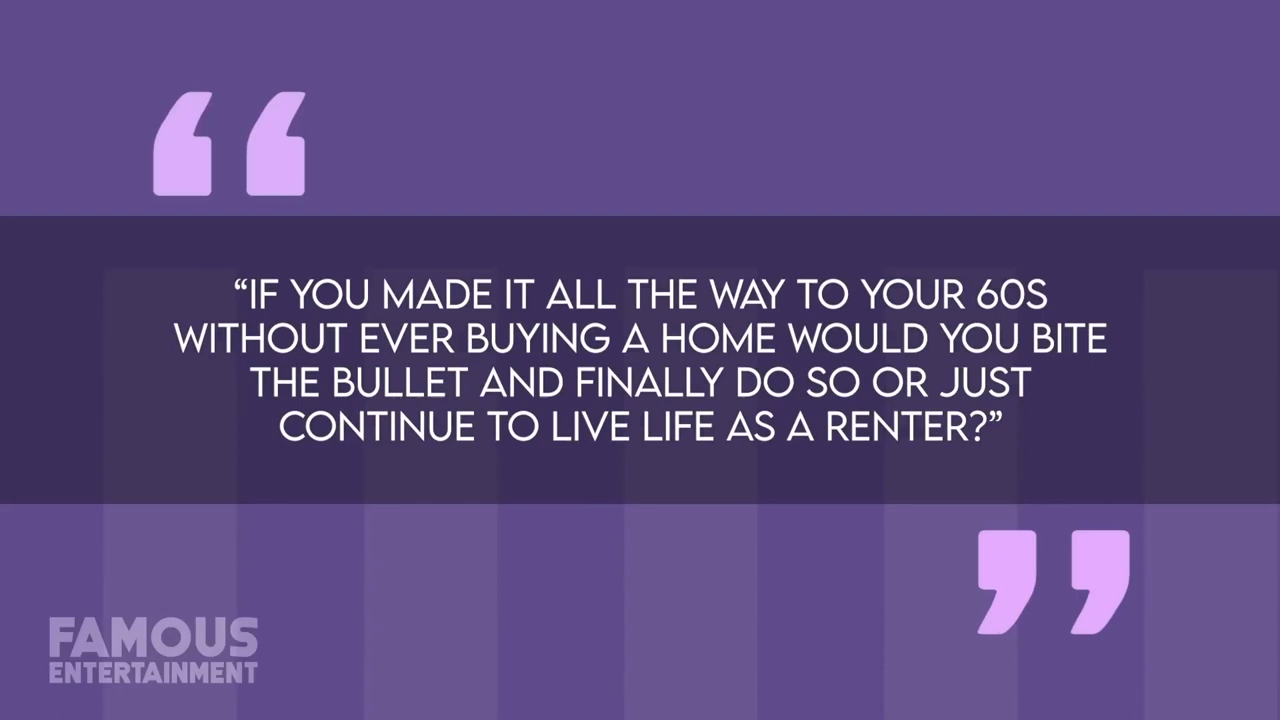 “IF YOU MADE IT ALL THE WAY TO YOUR 60S
WITHOUT EVER BUYING A HOME WOULD YOU BITE
THE BULLET AND FINALLY DO SO OR JUST
CONTINUE TO LIVE LIFE AS A RENTER?”
FAMOUS
ENTERTAINMENT